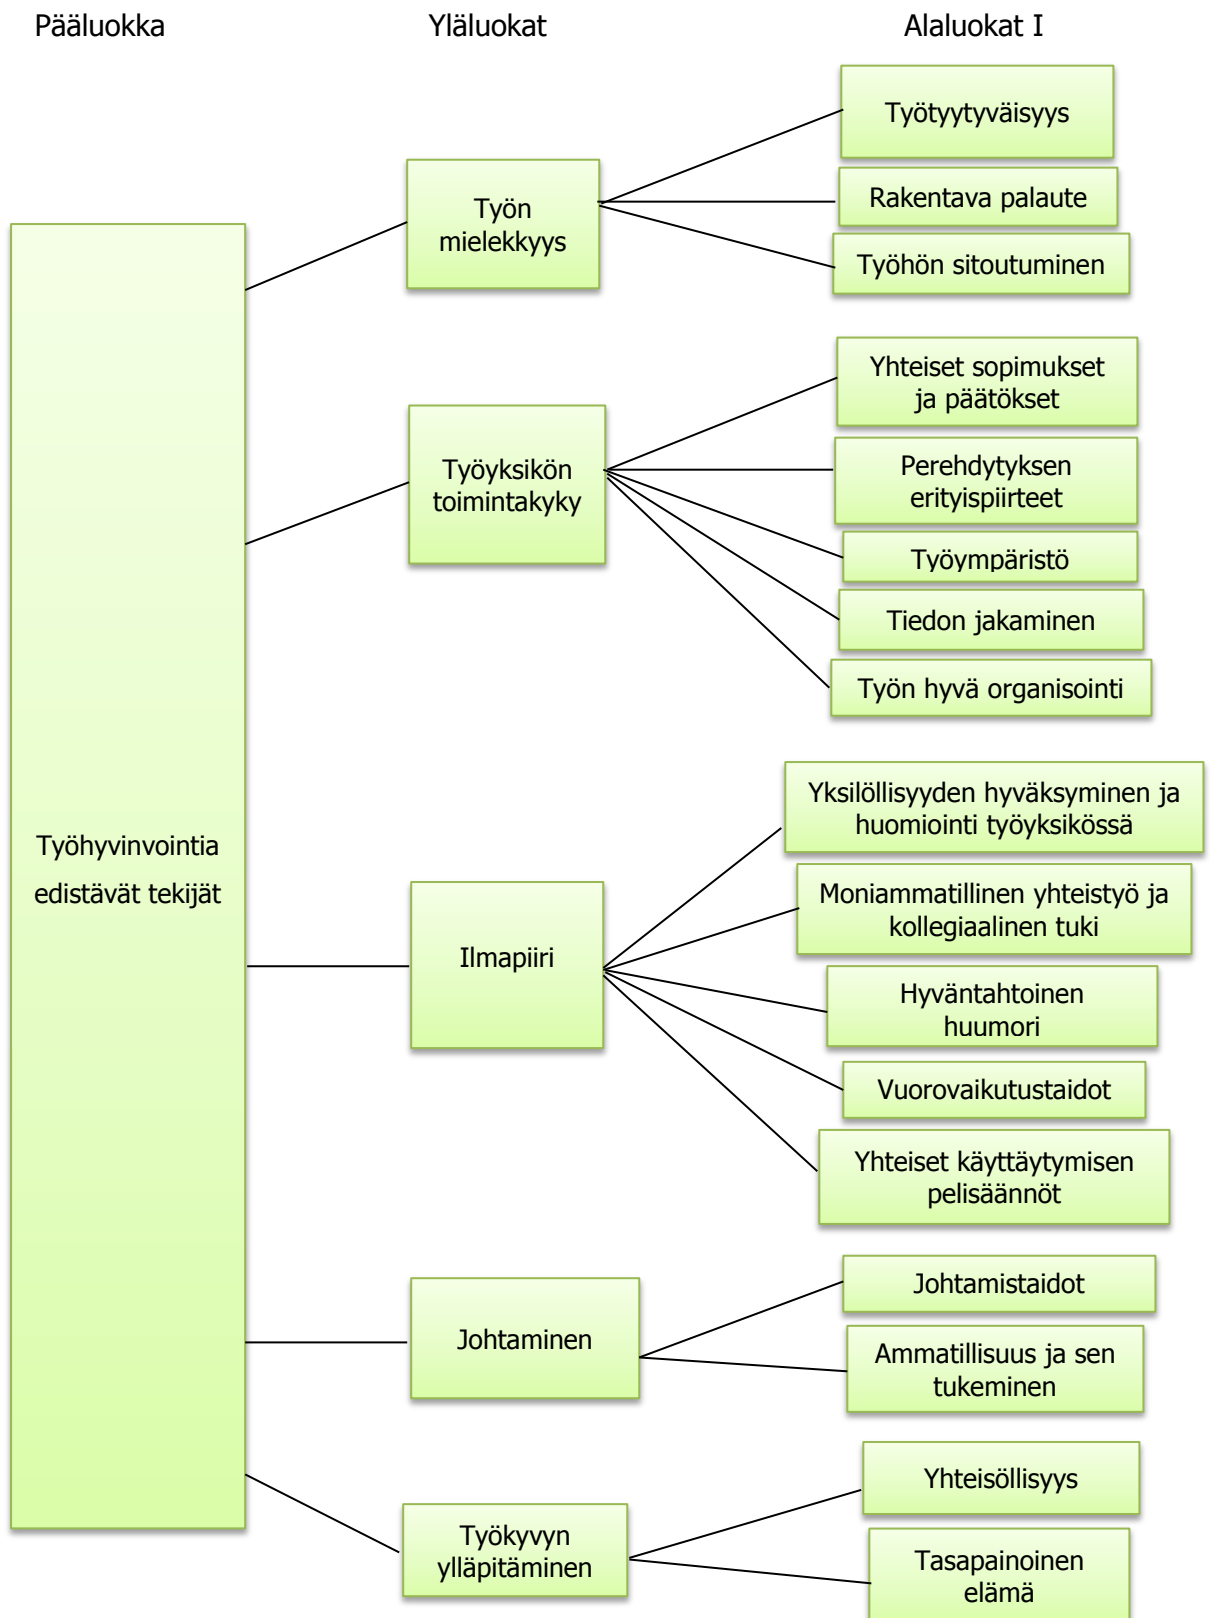 Pääluokka
Yläluokat
Alaluokat I
Työhyvinvointia
edistävät tekijät
Työn
mielekkyys
Työtyytyväisyys
Rakentava palaute
Työhön sitoutuminen
Työyksikön
toimintakyky
Yhteiset sopimukset
ja päätökset
Perehdytyksen
erityispiirteet
Työympäristö
Tiedon jakaminen
Työn hyvä organisointi
Ilmapiiri
Yksilöllisyyden hyväksyminen ja
huomiointi työyksikössä
Moniammatillinen yhteistyö ja
kollegiaalinen tuki
Hyväntahtoinen
huumori
Vuorovaikutustaidot
Yhteiset käyttäytymisen
pelisäännöt
Johtaminen
Johtamistaidot
Ammatillisuus ja sen
tukeminen
Työkyvyn
ylläpitäminen
Yhteisöllisyys
Tasapainoinen
elämä